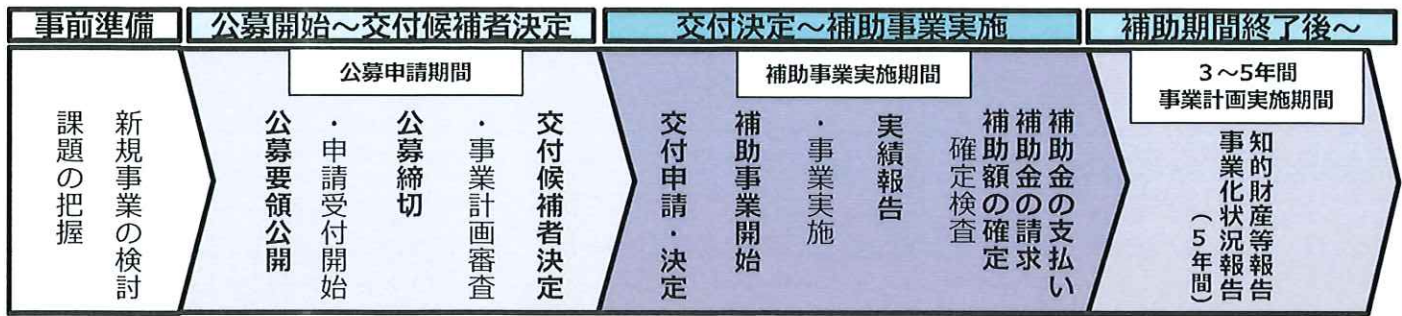 事前準備
課題の把握
新規事業の検討
公募開始～交付候補者決定
公募申請期間
公募要領公開
・申請受付開始
公募締切
・事業計画審査
交付候補者決定
交付決定～補助事業実施
補助事業実施期間
交付申請・決定
補助事業開始
・事業実施
実績報告
確定検査
補助額の確定
補助金の請求
補助金の支払い
補助期間終了後～
3～5年間
事業計画実施期間
知的財産等報告
事業化状況報告
（5年間）